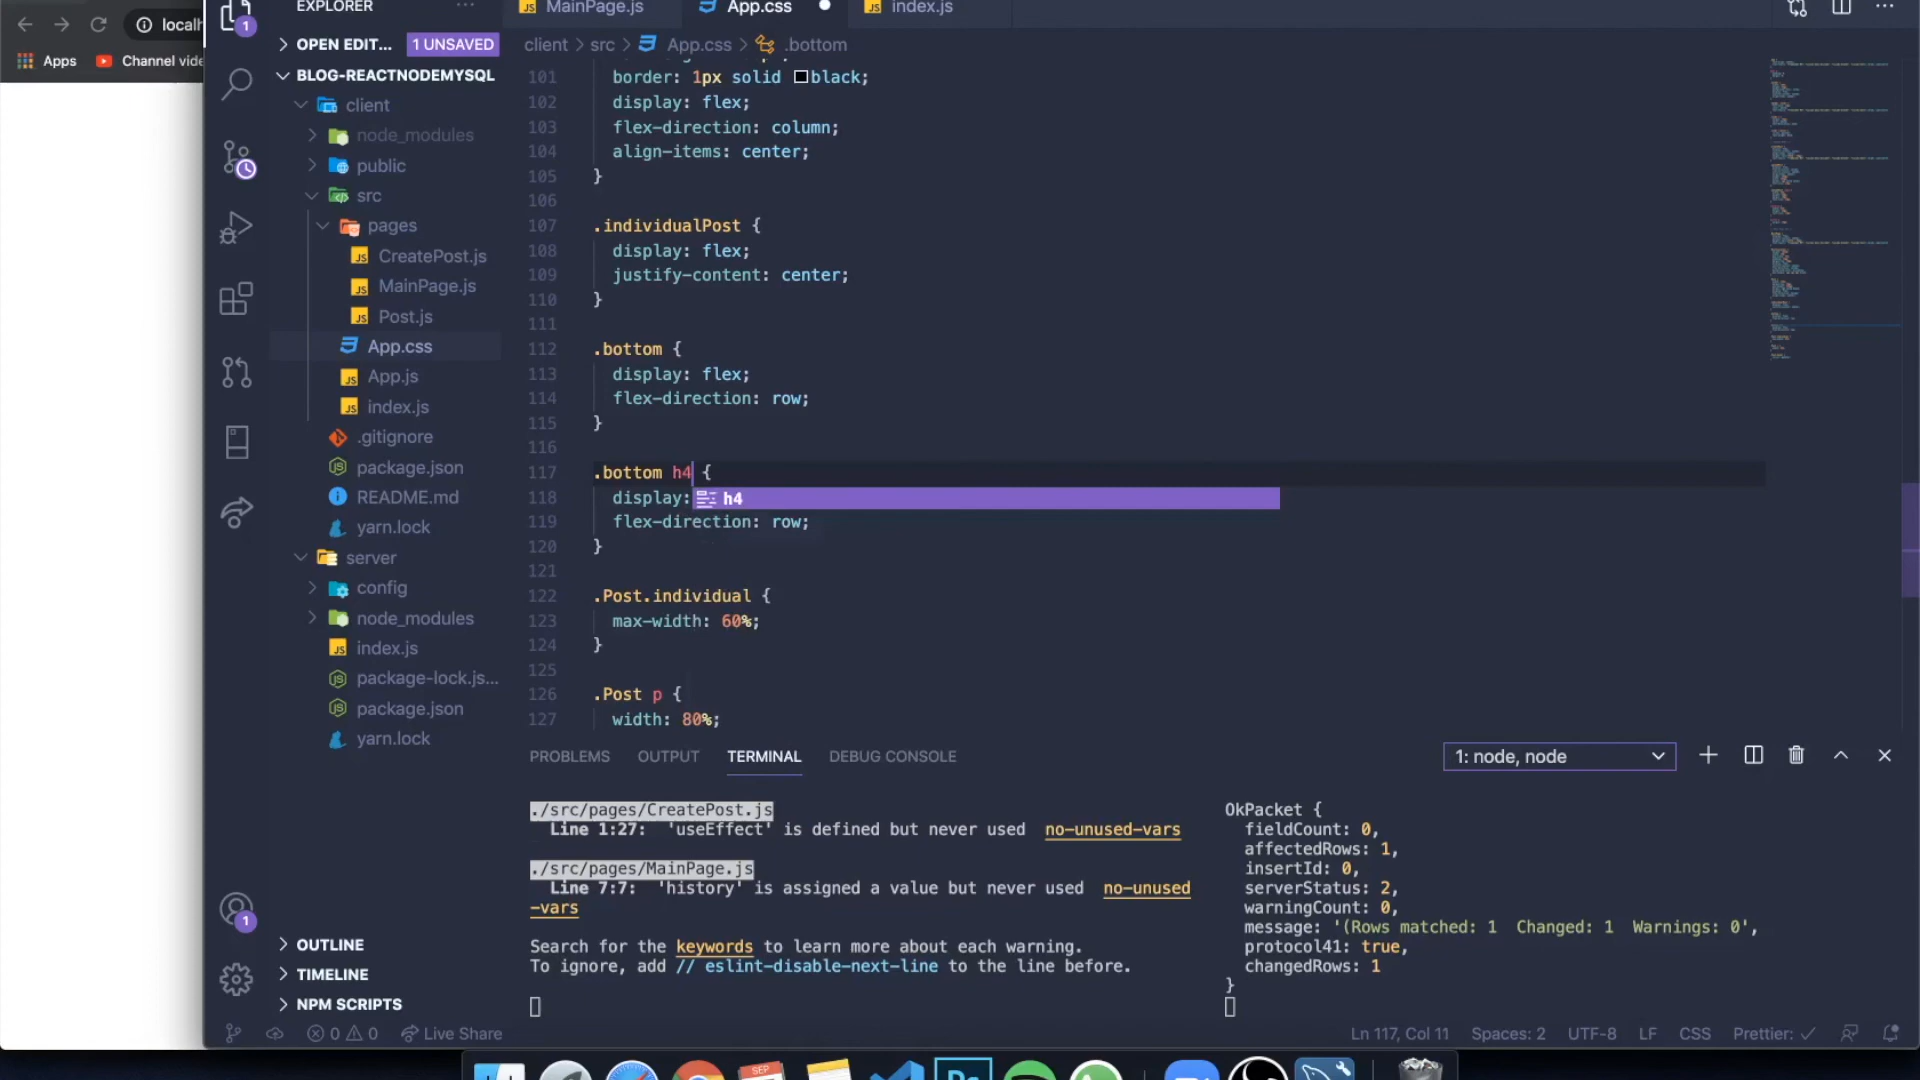 EXPLORER
MainPage.js
App.css
index.js
1
localh
Apps
Channel vide
OPEN EDIT...
1 UNSAVED
client > src > App.css > .bottom
BLOG-REACTNODEMYSQL
client
node_modules
public
src
pages
CreatePost.js
MainPage.js
Post.js
App.css
App.js
index.js
.gitignore
package.json
README.md
yarn.lock
server
config
node_modules
index.js
package-lock.js...
package.json
yarn.lock
1
OUTLINE
TIMELINE
NPM SCRIPTS
101 border: 1px solid black;
102 display: flex;
103 flex-direction: column;
104 align-items: center;
105 }
106
107 .individualPost {
108 display: flex;
109 justify-content: center;
110 }
111
112 .bottom {
113 display: flex;
114 flex-direction: row;
115 }
116
117 .bottom h4 {
118 display:
h4
119 flex-direction: row;
120 }
121
122 .Post.individual {
123 max-width: 60%;
124 }
125
126 .Post p {
127 width: 80%;
PROBLEMS
OUTPUT
TERMINAL
DEBUG CONSOLE
1: node, node
./src/pages/CreatePost.js
Line 1:27: 'useEffect' is defined but never used no-unused-vars
./src/pages/MainPage.js
Line 7:7: 'history' is assigned a value but never used no-unused
-vars
Search for the keywords to learn more about each warning.
To ignore, add // eslint-disable-next-line to the line before.
OkPacket {
fieldCount: 0,
affectedRows: 1,
insertId: 0,
serverStatus: 2,
warningCount: 0,
message: '(Rows matched: 1 Changed: 1 Warnings: 0',
protocol41: true,
changedRows: 1
}
0 0
Live Share
Ln 117, Col 11
Spaces: 2
UTF-8
LF
CSS
Prettier: ✓
SEP
Ps